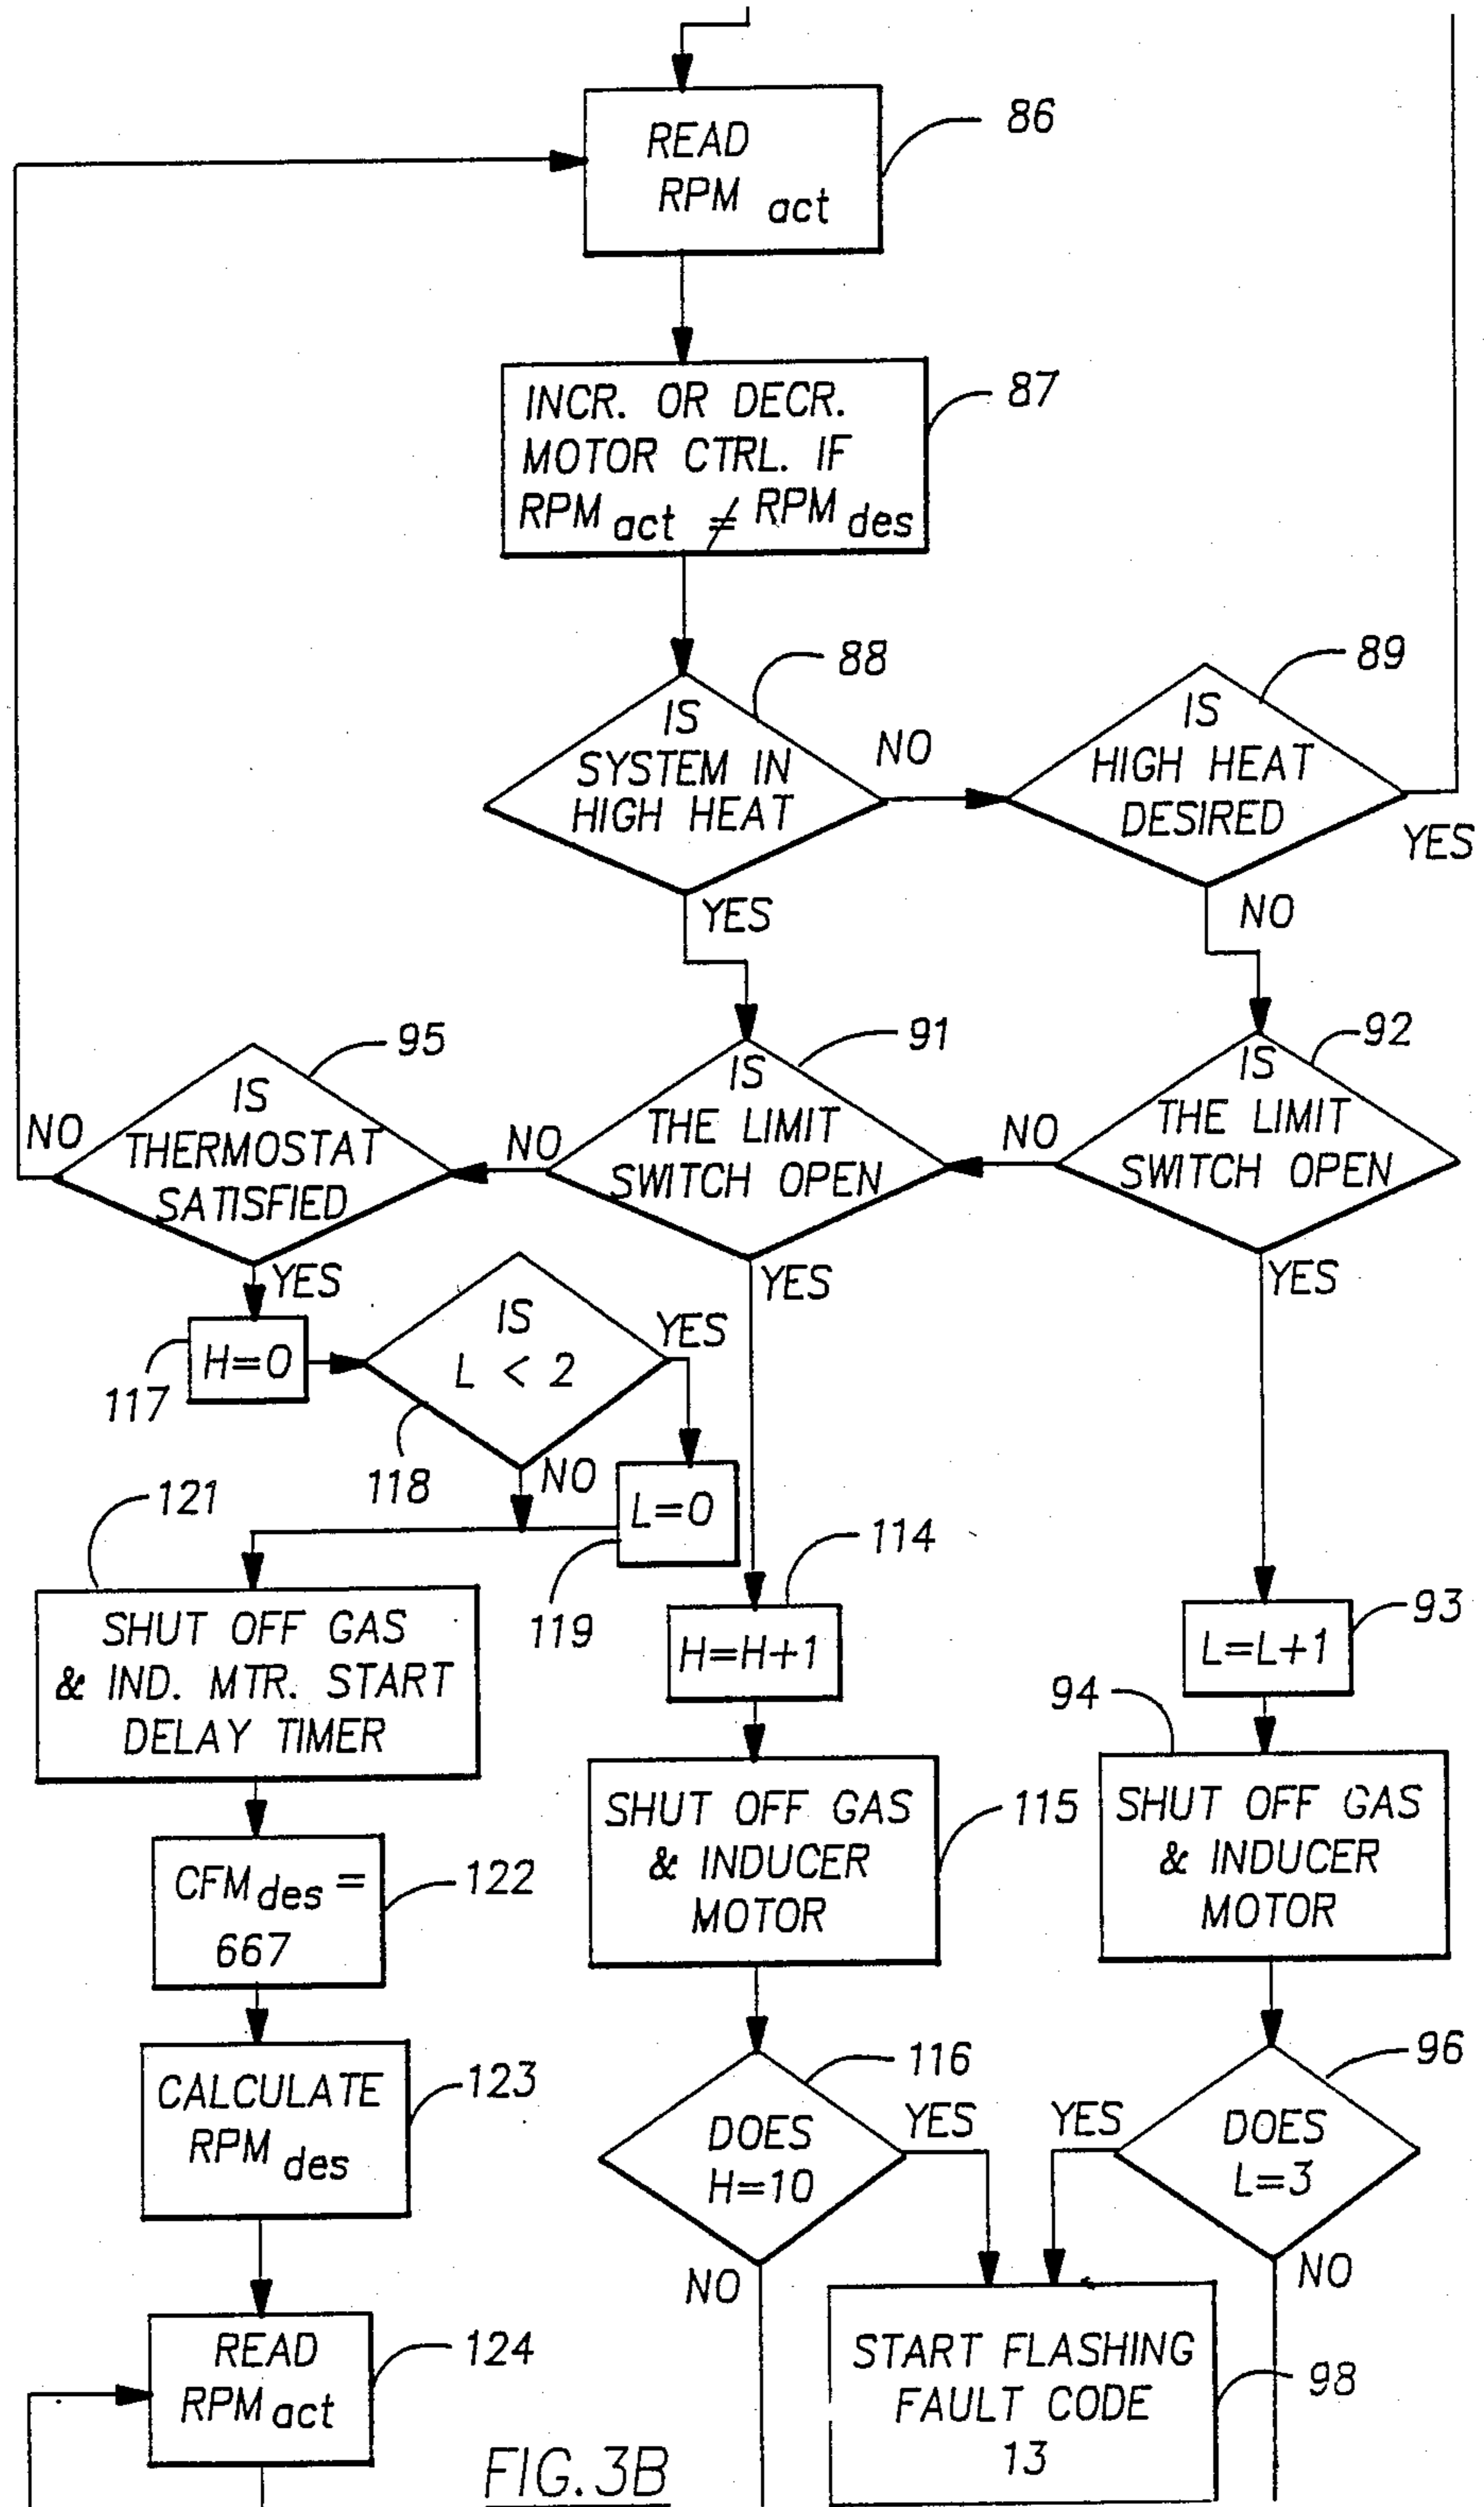 READ
RPM act
86
INCR. OR DECR.
MOTOR CTRL. IF
RPM act ≠ RPM des
87
IS
SYSTEM IN
HIGH HEAT
88
NO
YES
IS
HIGH HEAT
DESIRED
89
YES
NO
IS
THERMOSTAT
SATISFIED
95
NO
YES
IS
THE LIMIT
SWITCH OPEN
91
NO
YES
IS
THE LIMIT
SWITCH OPEN
92
NO
YES
H=0
117
IS
L < 2
118
YES
NO
L=0
119
121
SHUT OFF GAS
& IND. MTR. START
DELAY TIMER
H=H+1
114
L=L+1
93
SHUT OFF GAS
& INDUCER
MOTOR
115
94
SHUT OFF GAS
& INDUCER
MOTOR
CFM des =
667
122
CALCULATE
RPM des
123
DOES
H=10
116
YES
NO
DOES
L=3
96
YES
NO
READ
RPM act
124
START FLASHING
FAULT CODE
13
98
FIG.3B